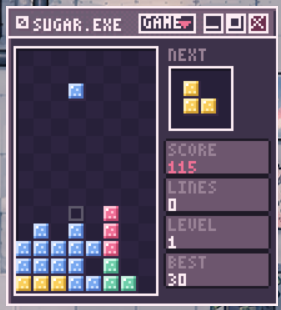 SUGAR.EXE
GAME
NEXT
SCORE
115
LINES
0
LEVEL
1
BEST
30